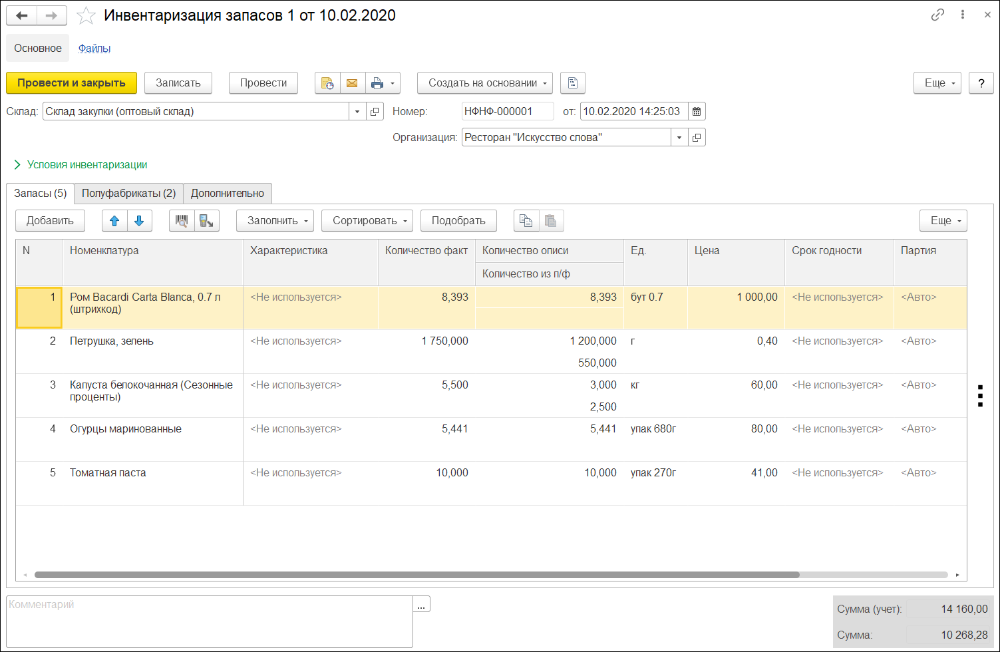 Инвентаризация запасов 1 от 10.02.2020
Основное Файлы
Провести и закрыть Записать Провести Создать на основании Еще ?
Склад: Склад закупки (оптовый склад) Номер: НФНФ-000001 от: 10.02.2020 14:25:03
Организация: Ресторан "Искусство слова"
Условия инвентаризации
Запасы (5) Полуфабрикаты (2) Дополнительно
Добавить Заполнить Сортировать Подобрать Еще
N Номенклатура Характеристика Количество факт Количество описи Ед. Цена Срок годности Партия
Количество из п/ф
1 Ром Bacardi Carta Blanca, 0.7 л <Не используется> 8,393 8,393 бут 0.7 1 000,00 <Не используется> <Авто>
(штрихкод)
2 Петрушка, зелень <Не используется> 1 750,000 1 200,000 г 0,40 <Не используется> <Авто>
550,000
3 Капуста белокочанная (Сезонные <Не используется> 5,500 3,000 кг 60,00 <Не используется> <Авто>
проценты)
2,500
4 Огурцы маринованные <Не используется> 5,441 5,441 упак 680г 80,00 <Не используется> <Авто>
5 Томатная паста <Не используется> 10,000 10,000 упак 270г 41,00 <Не используется> <Авто>
Комментарий ...
Сумма (учет): 14 160,00
Сумма: 10 268,28